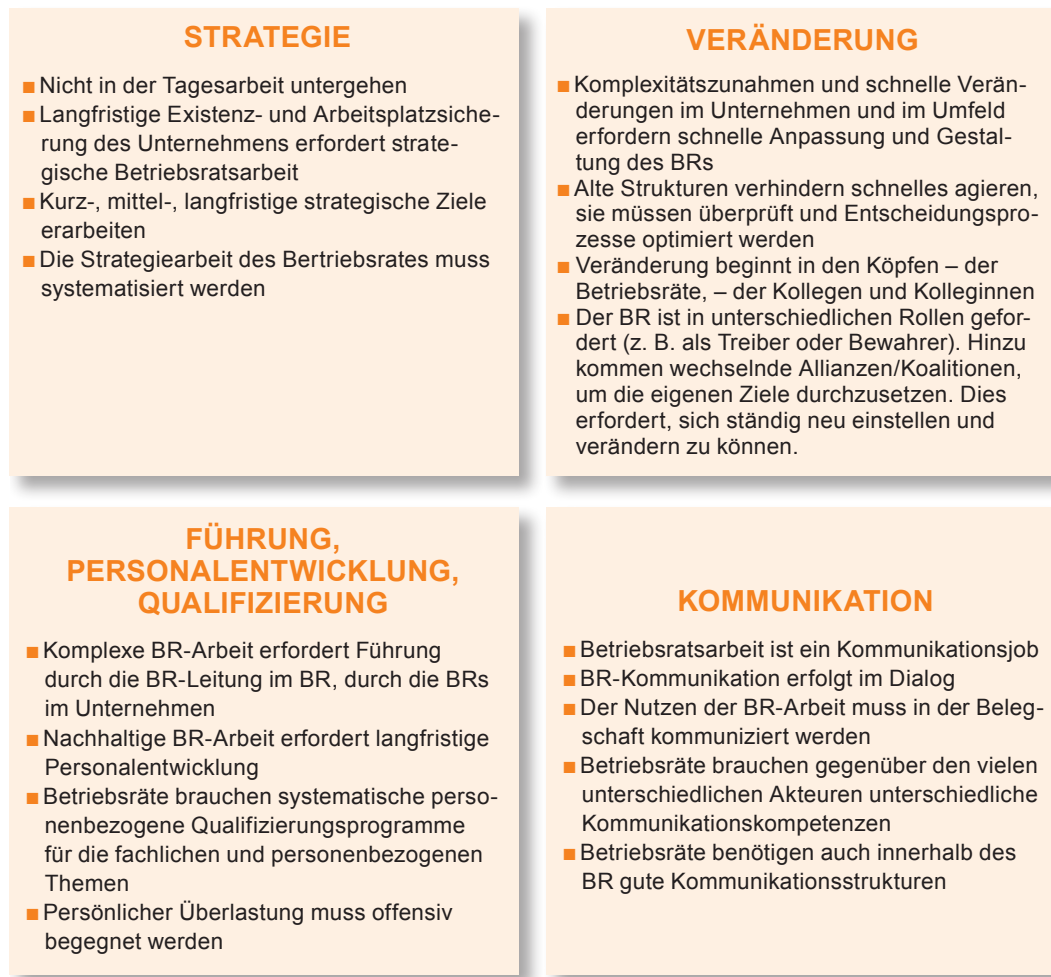 STRATEGIE
■ Nicht in der Tagesarbeit untergehen
■ Langfristige Existenz- und Arbeitsplatzsiche-
rung des Unternehmens erfordert strate-
gische Betriebsratsarbeit
■ Kurz-, mittel-, langfristige strategische Ziele
erarbeiten
■ Die Strategiearbeit des Bertriebsrates muss
systematisiert werden
VERÄNDERUNG
■ Komplexitätszunahmen und schnelle Verän-
derungen im Unternehmen und im Umfeld
erfordern schnelle Anpassung und Gestal-
tung des BRs
■ Alte Strukturen verhindern schnelles agieren,
sie müssen überprüft und Entscheidungspro-
zesse optimiert werden
■ Veränderung beginnt in den Köpfen – der
Betriebsräte, – der Kollegen und Kolleginnen
■ Der BR ist in unterschiedlichen Rollen gefor-
dert (z. B. als Treiber oder Bewahrer). Hinzu
kommen wechselnde Allianzen/Koalitionen,
um die eigenen Ziele durchzusetzen. Dies
erfordert, sich ständig neu einstellen und
verändern zu können.
FÜHRUNG,
PERSONALENTWICKLUNG,
QUALIFIZIERUNG
■ Komplexe BR-Arbeit erfordert Führung
durch die BR-Leitung im BR, durch die BRs
im Unternehmen
■ Nachhaltige BR-Arbeit erfordert langfristige
Personalentwicklung
■ Betriebsräte brauchen systematische perso-
nenbezogene Qualifizierungsprogramme
für die fachlichen und personenbezogenen
Themen
■ Persönlicher Überlastung muss offensiv
begegnet werden
KOMMUNIKATION
■ Betriebsratsarbeit ist ein Kommunikationsjob
■ BR-Kommunikation erfolgt im Dialog
■ Der Nutzen der BR-Arbeit muss in der Beleg-
schaft kommuniziert werden
■ Betriebsräte brauchen gegenüber den vielen
unterschiedlichen Akteuren unterschiedliche
Kommunikationskompetenzen
■ Betriebsräte benötigen auch innerhalb des
BR gute Kommunikationsstrukturen